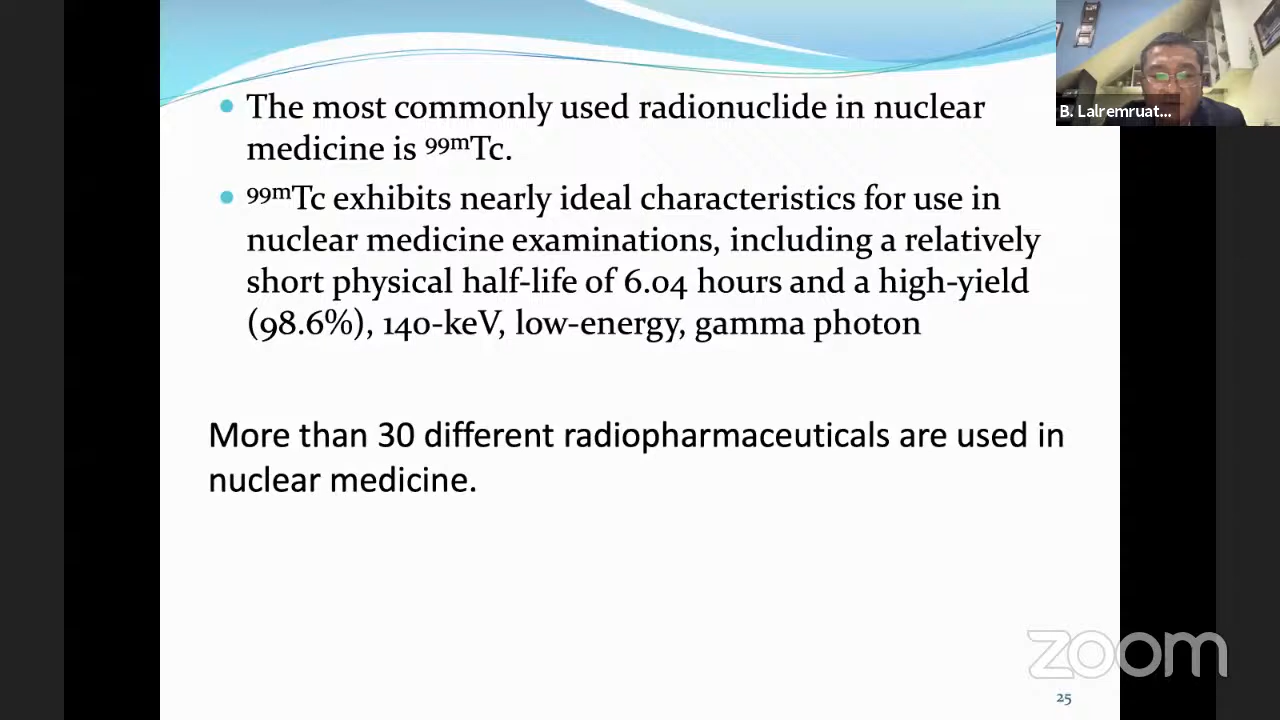 • The most commonly used radionuclide in nuclear
medicine is ⁹⁹ᵐTc.
• ⁹⁹ᵐTc exhibits nearly ideal characteristics for use in
nuclear medicine examinations, including a relatively
short physical half-life of 6.04 hours and a high-yield
(98.6%), 140-keV, low-energy, gamma photon
More than 30 different radiopharmaceuticals are used in
nuclear medicine.
B. Lalremruat...
zoom
25